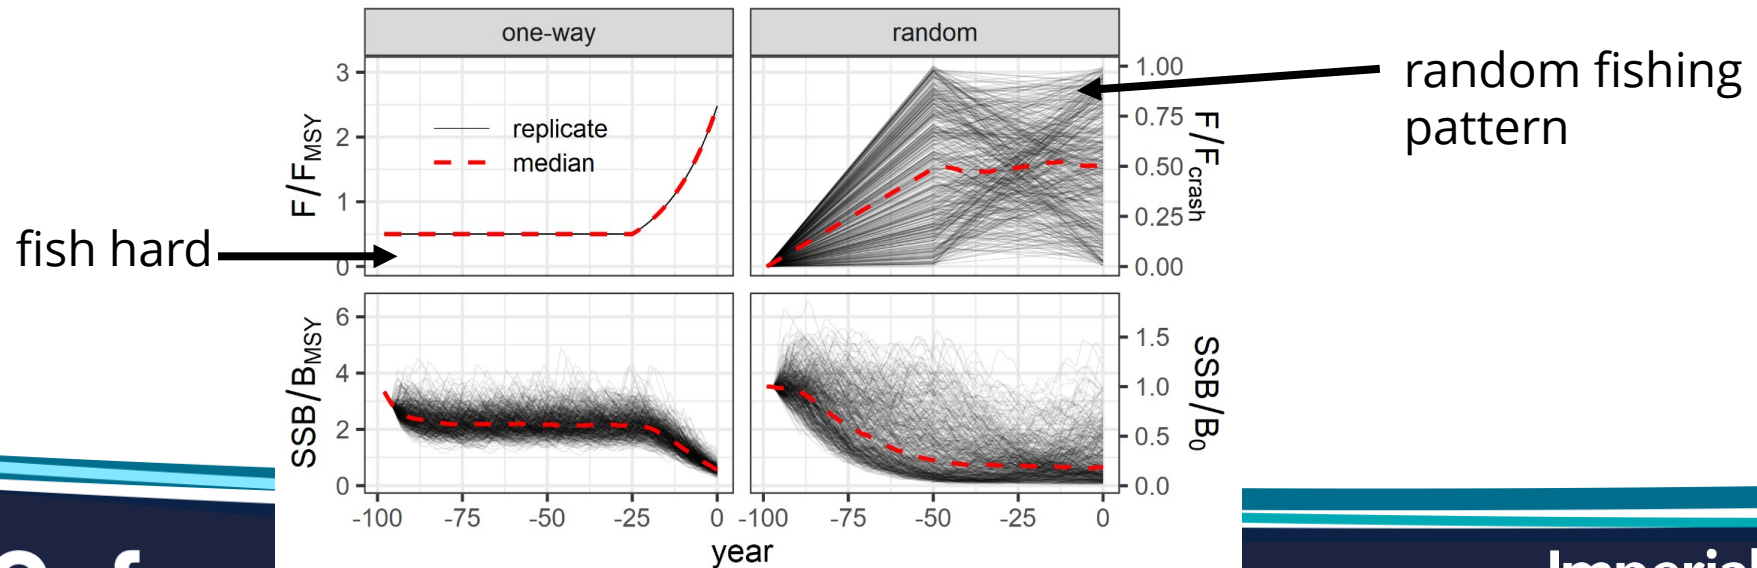 one-way
random
random fishing
pattern
fish hard
replicate
median
F/FMSY
3
2
1
0
1.00
0.75
0.50
0.25
0.00
F/Fcrash
SSB/BMSY
6
4
2
0
1.5
1.0
0.5
0.0
SSB/B0
-100 -75 -50 -25 0 -100 -75 -50 -25 0
year
Imperial